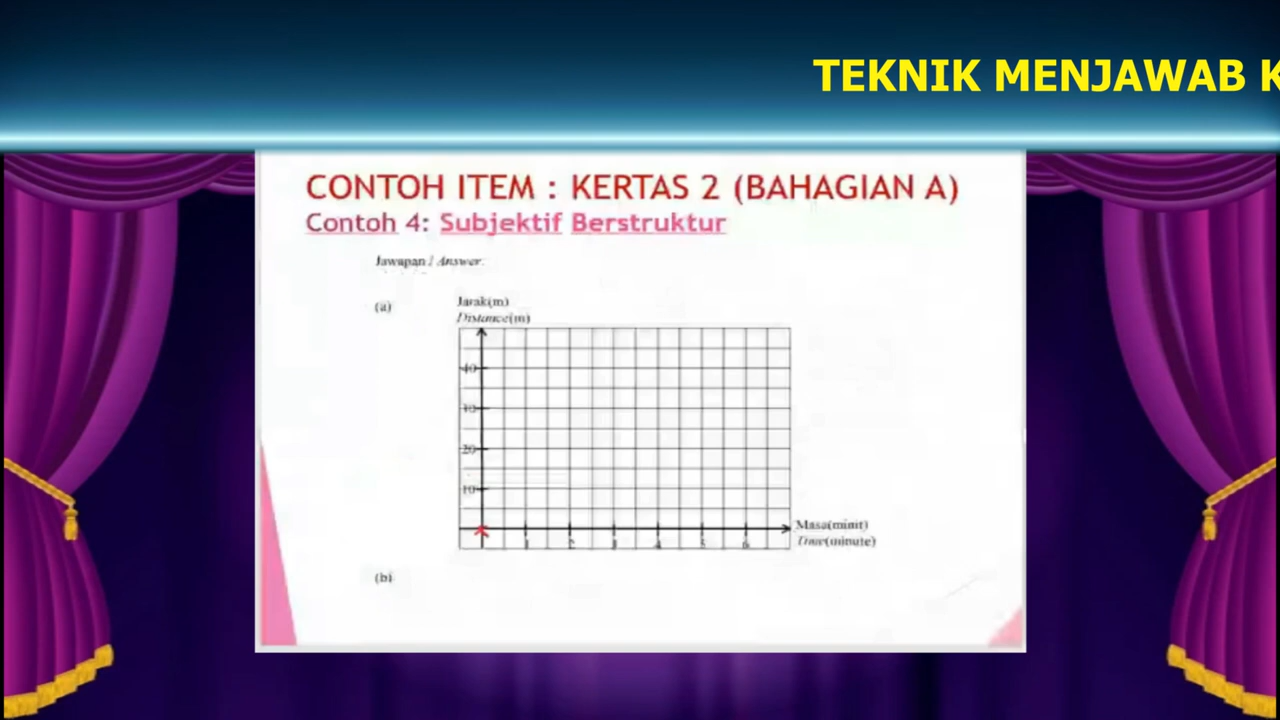 TEKNIK MENJAWAB K
CONTOH ITEM : KERTAS 2 (BAHAGIAN A)
Contoh 4: Subjektif Berstruktur
Jawapan / Answer:
(a)
Jarak(m)
Distance(m)
40
30
20
10
1 2 3 4 5 6
Masa(minit)
Time(minute)
(b)